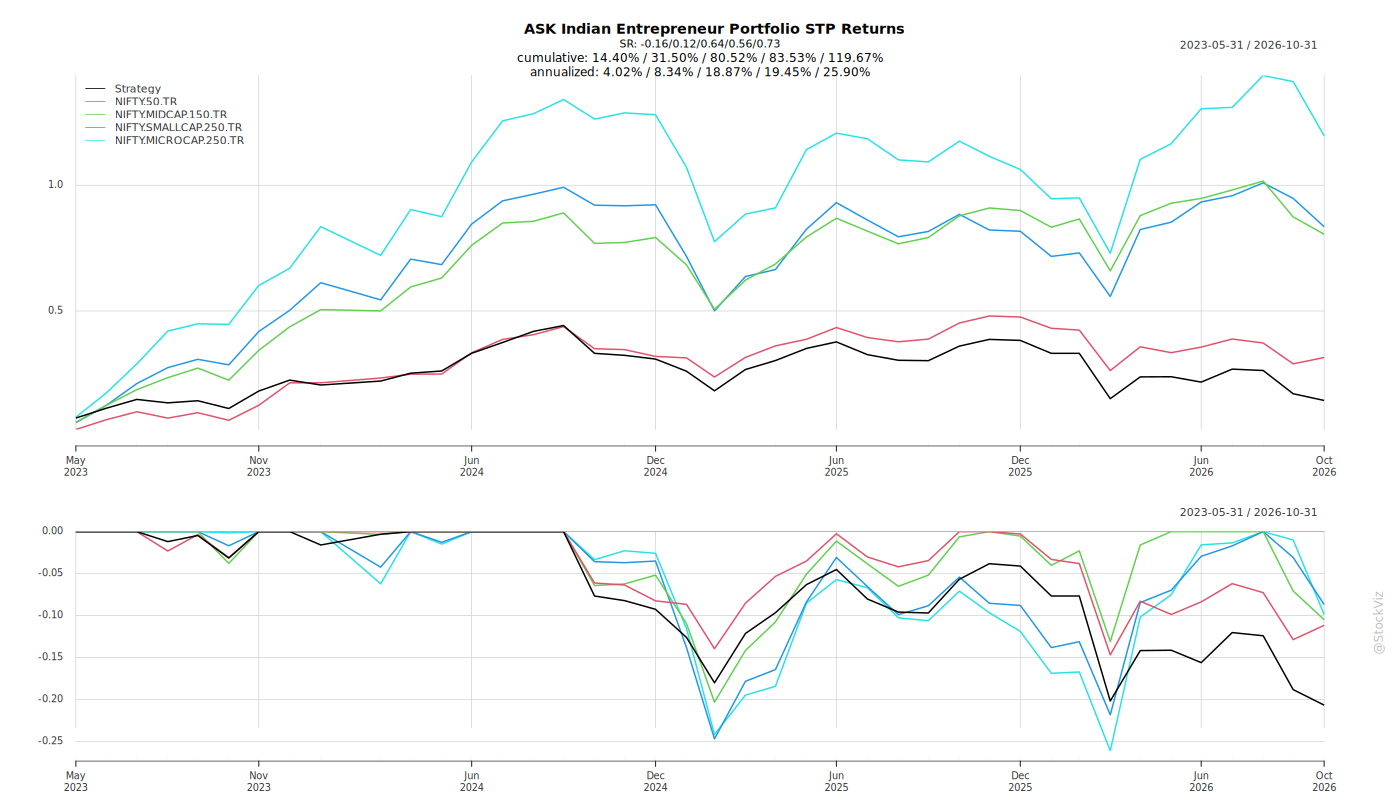 ASK Indian Entrepreneur Portfolio STP Returns
SR: -0.16/0.12/0.64/0.56/0.73
cumulative: 14.40% / 31.50% / 80.52% / 83.53% / 119.67%
annualized: 4.02% / 8.34% / 18.87% / 19.45% / 25.90%
2023-05-31 / 2026-10-31
Strategy
NIFTY.50.TR
NIFTY.MIDCAP.150.TR
NIFTY.SMALLCAP.250.TR
NIFTY.MICROCAP.250.TR
1.0
0.5
May Nov Jun Dec Jun Dec Jun Oct
2023 2023 2024 2024 2025 2025 2026 2026
2023-05-31 / 2026-10-31
0.00
-0.05
-0.10
-0.15
-0.20
-0.25
May Nov Jun Dec Jun Dec Jun Oct
2023 2023 2024 2024 2025 2025 2026 2026
@StockViz